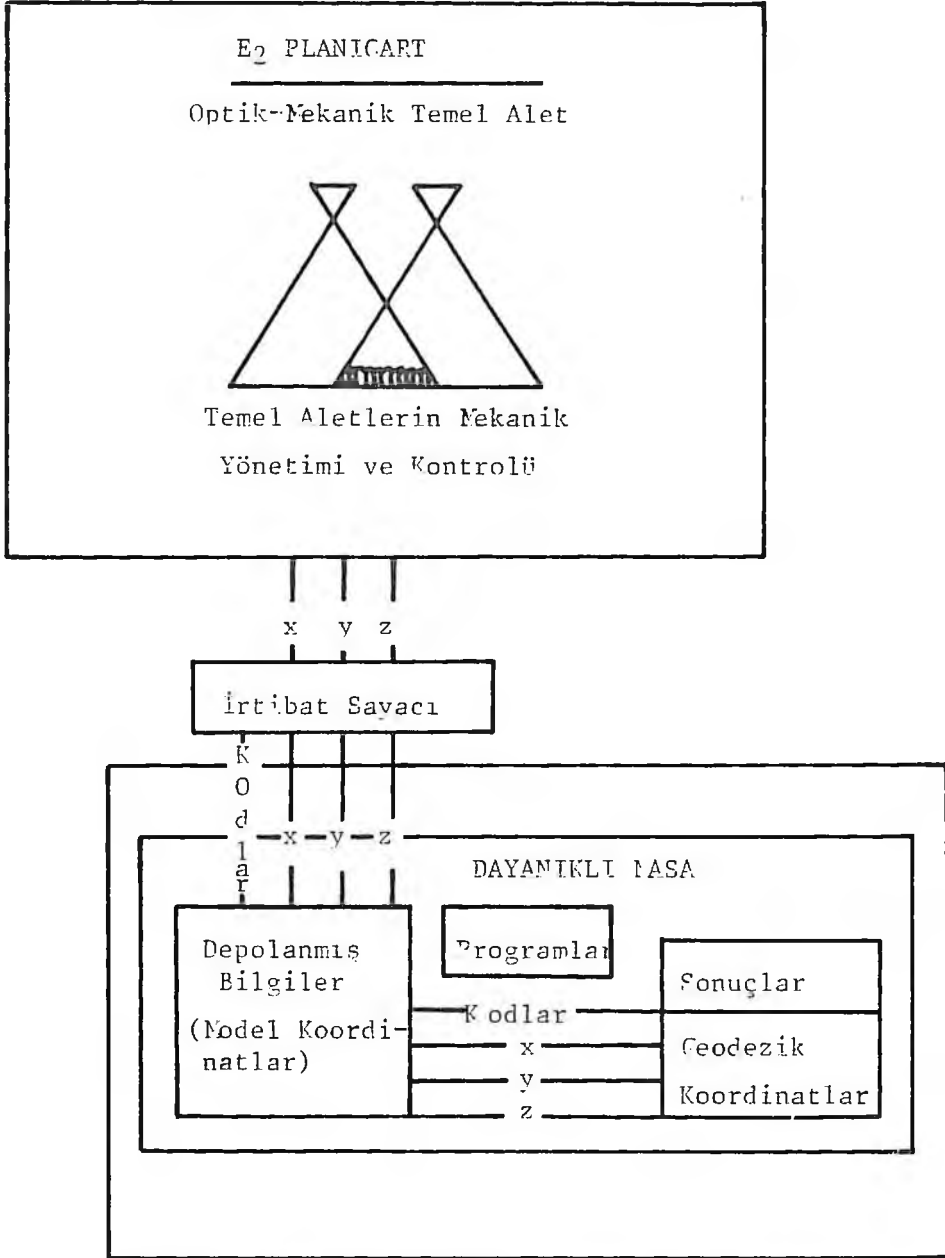 E2 PLANICART
Optik-Mekanik Temel Alet
Temel Aletlerin Mekanik
Yönetimi ve Kontrolü
x y z
İrtibat Sayacı
KOdlar
x y z
DAYANIKLI MASA
Programlar
Depolanmış
Bilgiler
(Model Koordi-
natlar)
Kodlar
x
y
z
Sonuçlar
Geodezik
Koordinatlar